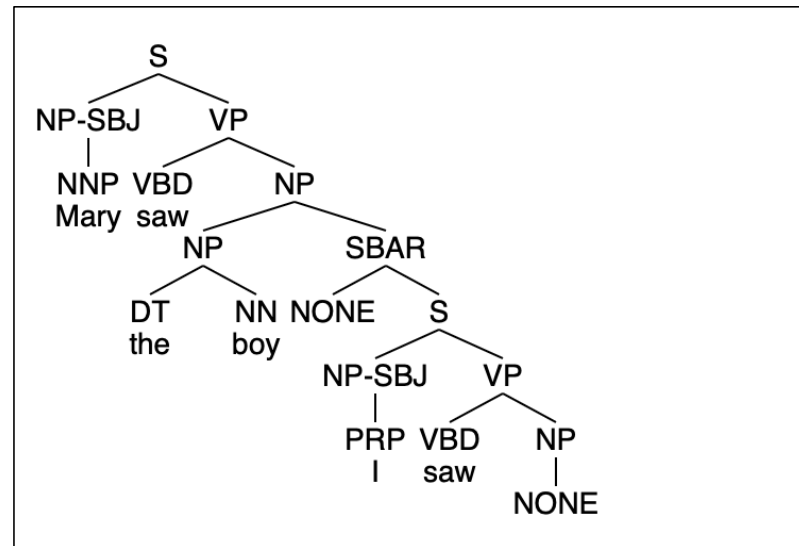 S
NP-SBJ VP
NNP VBD NP
Mary saw
NP SBAR
DT NN NONE S
the boy
NP-SBJ VP
PRP VBD NP
I saw
NONE